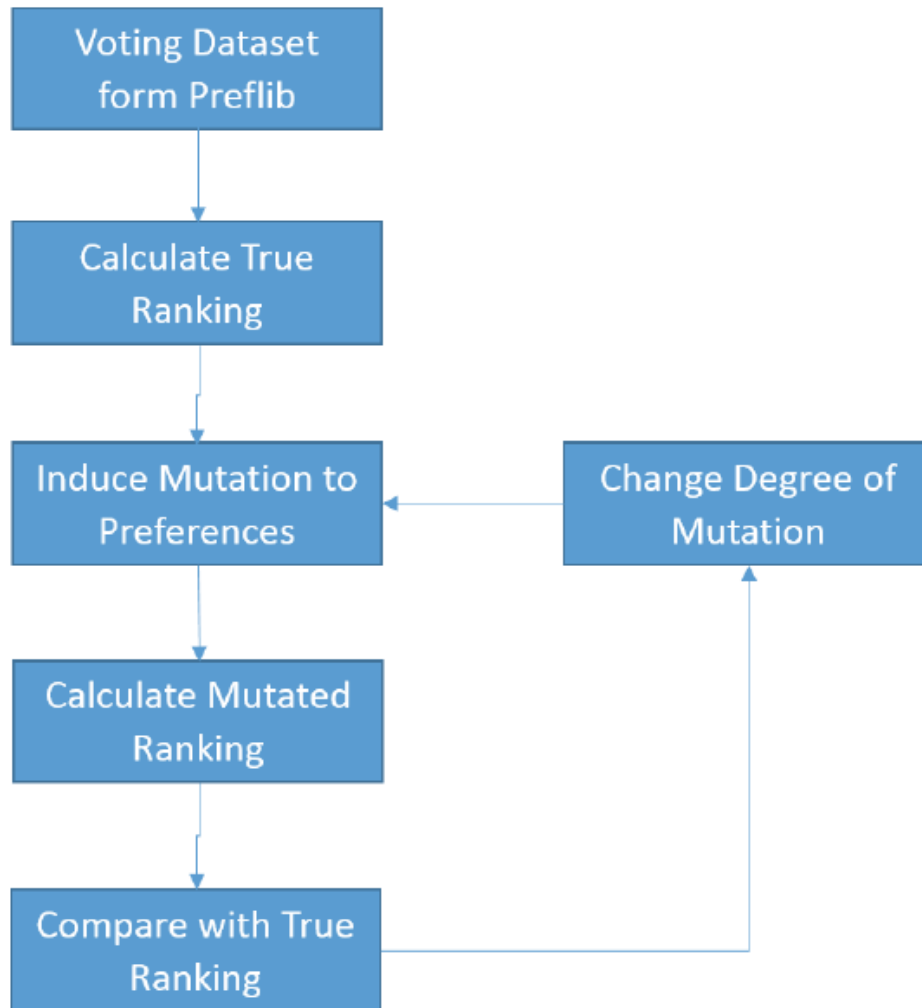 Voting Dataset
form Preflib
Calculate True
Ranking
Induce Mutation to
Preferences
Change Degree of
Mutation
Calculate Mutated
Ranking
Compare with True
Ranking